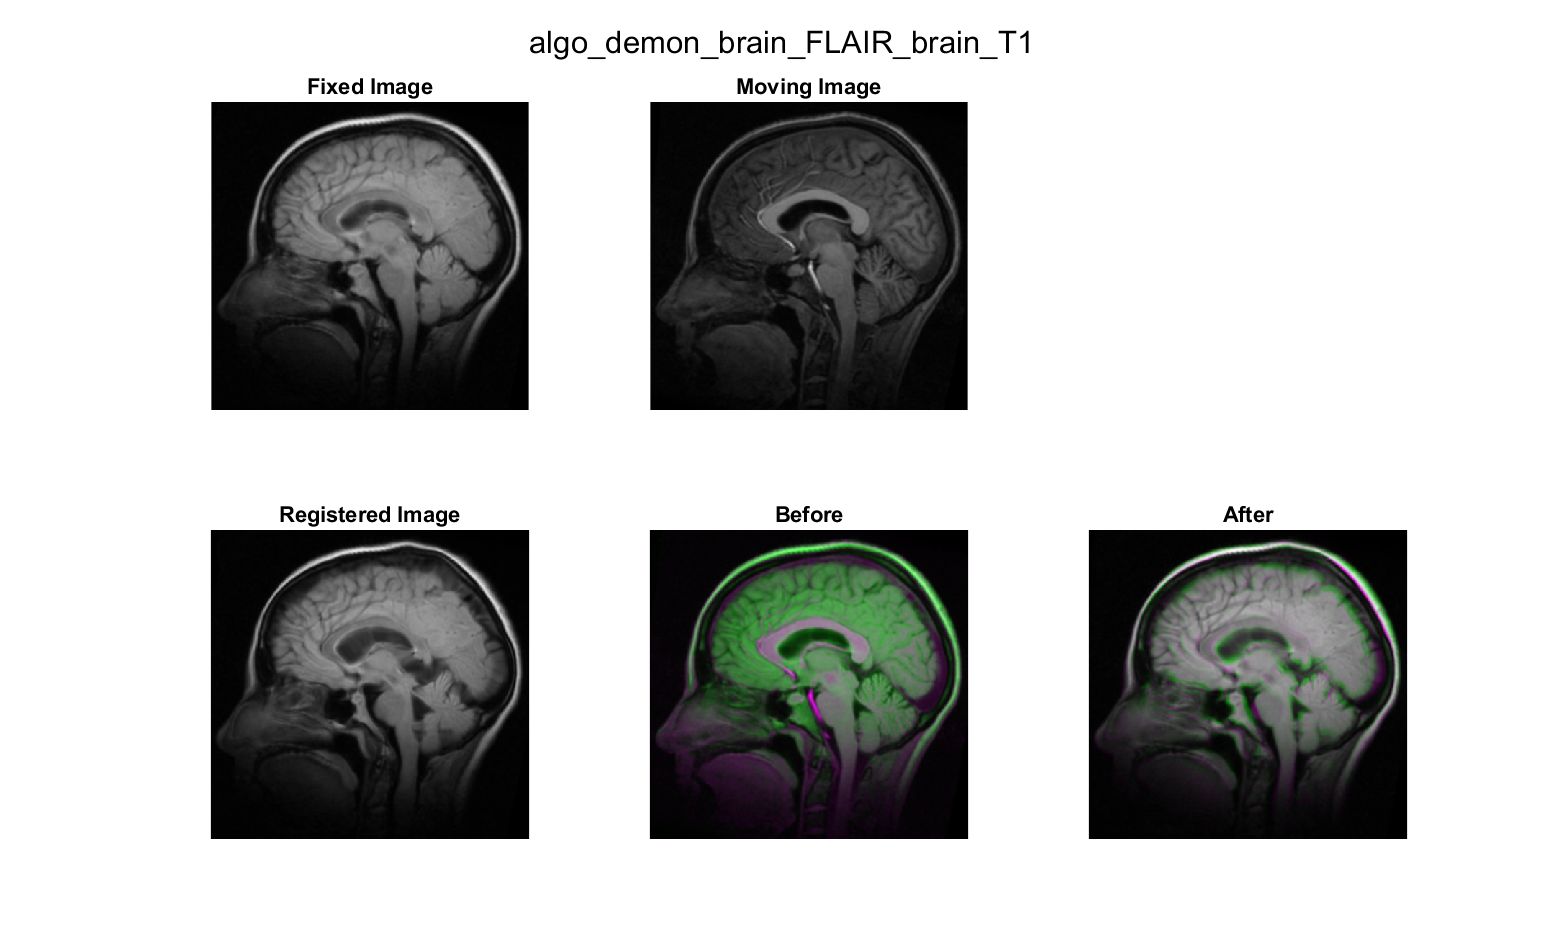 algo_demon_brain_FLAIR_brain_T1
Fixed Image
Moving Image
Registered Image
Before
After